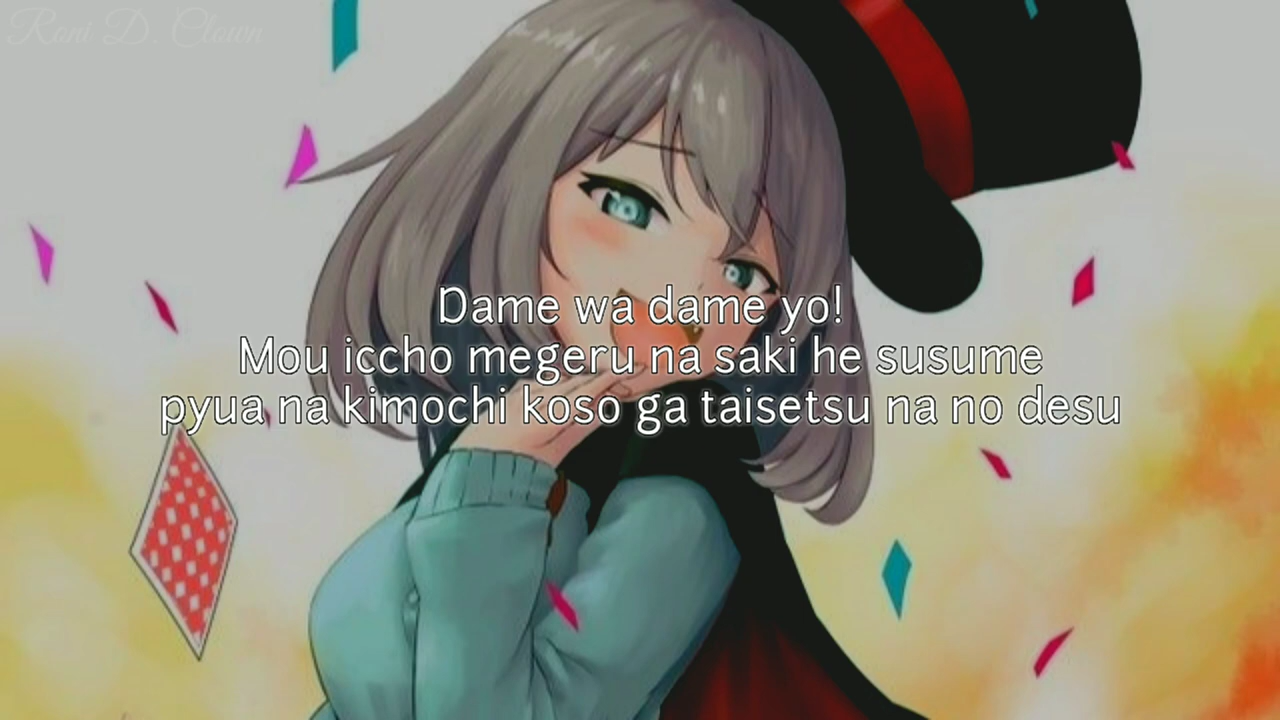 Roni D. Clown
Dame wa dame yo!
Mou iccho megeru na saki he susume
pyua na kimochi koso ga taisetsu na no desu